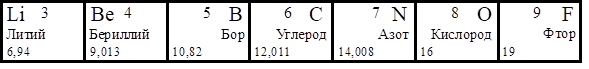 Li 3 Be 4 5 B 6 C 7 N 8 O 9 F
Литий Бериллий Бор Углерод Азот Кислород Фтор
6,94 9,013 10,82 12,011 14,008 16 19